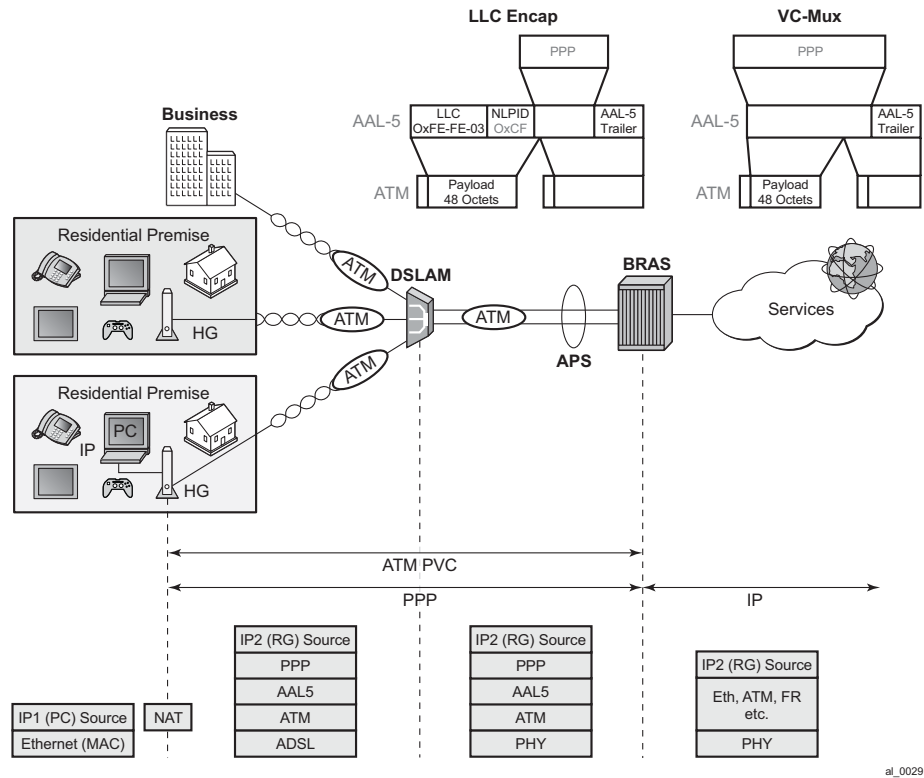 LLC Encap
VC-Mux
PPP
PPP
Business
AAL-5
LLC
OxFE-FE-03
NLPID
OxCF
AAL-5
Trailer
AAL-5
AAL-5
Trailer
ATM
Payload
48 Octets
ATM
Payload
48 Octets
Residential Premise
HG
ATM
ATM
ATM
DSLAM
ATM
APS
BRAS
Services
Residential Premise
PC
IP
HG
ATM PVC
PPP
IP
IP1 (PC) Source
Ethernet (MAC)
NAT
IP2 (RG) Source
PPP
AAL5
ATM
ADSL
IP2 (RG) Source
PPP
AAL5
ATM
PHY
IP2 (RG) Source
Eth, ATM, FR
etc.
PHY
al_0029